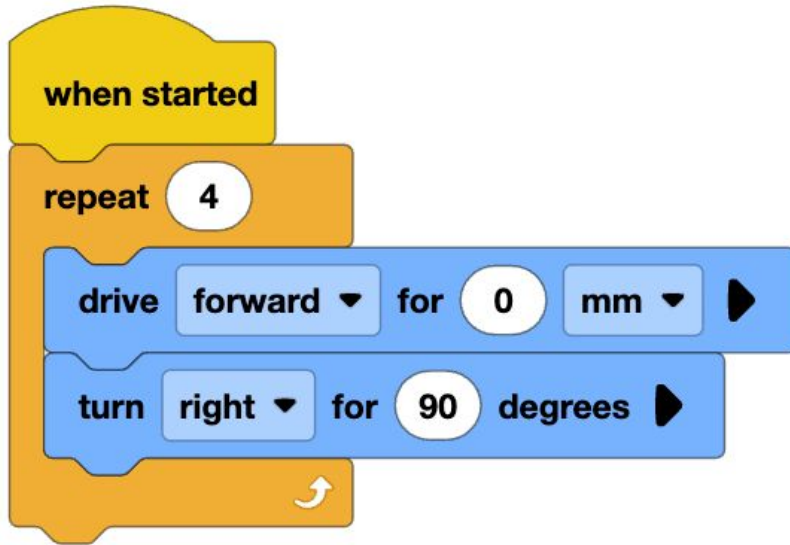 when started
repeat 4
drive forward for 0 mm
turn right for 90 degrees